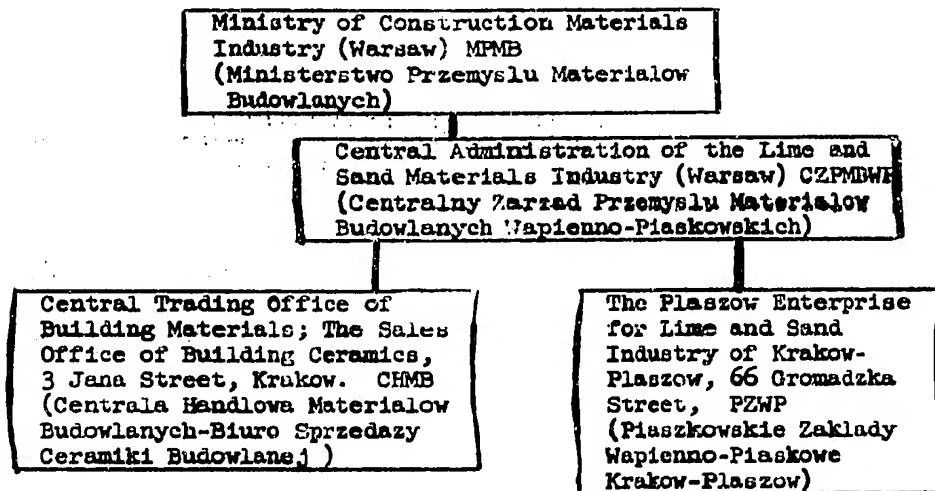 Ministry of Construction Materials
Industry (Warsaw) MPMB
(Ministerstwo Przemyslu Materialow
Budowlanych)
Central Administration of the Lime and
Sand Materials Industry (Warsaw) CZPMBWP
(Centralny Zarzad Przemyslu Materialow
Budowlanych Wapienno-Piaskowskich)
Central Trading Office of
Building Materials; The Sales
Office of Building Ceramics,
3 Jana Street, Krakow. CHMB
(Centrala Handlowa Materialow
Budowlanych-Biuro Sprzedazy
Ceramiki Budowlanej)
The Plaszow Enterprise
for Lime and Sand
Industry of Krakow-
Plaszow, 66 Gromadzka
Street, PZWP
(Piaszkowskie Zaklady
Wapienno-Piaskowe
Krakow-Plaszow)